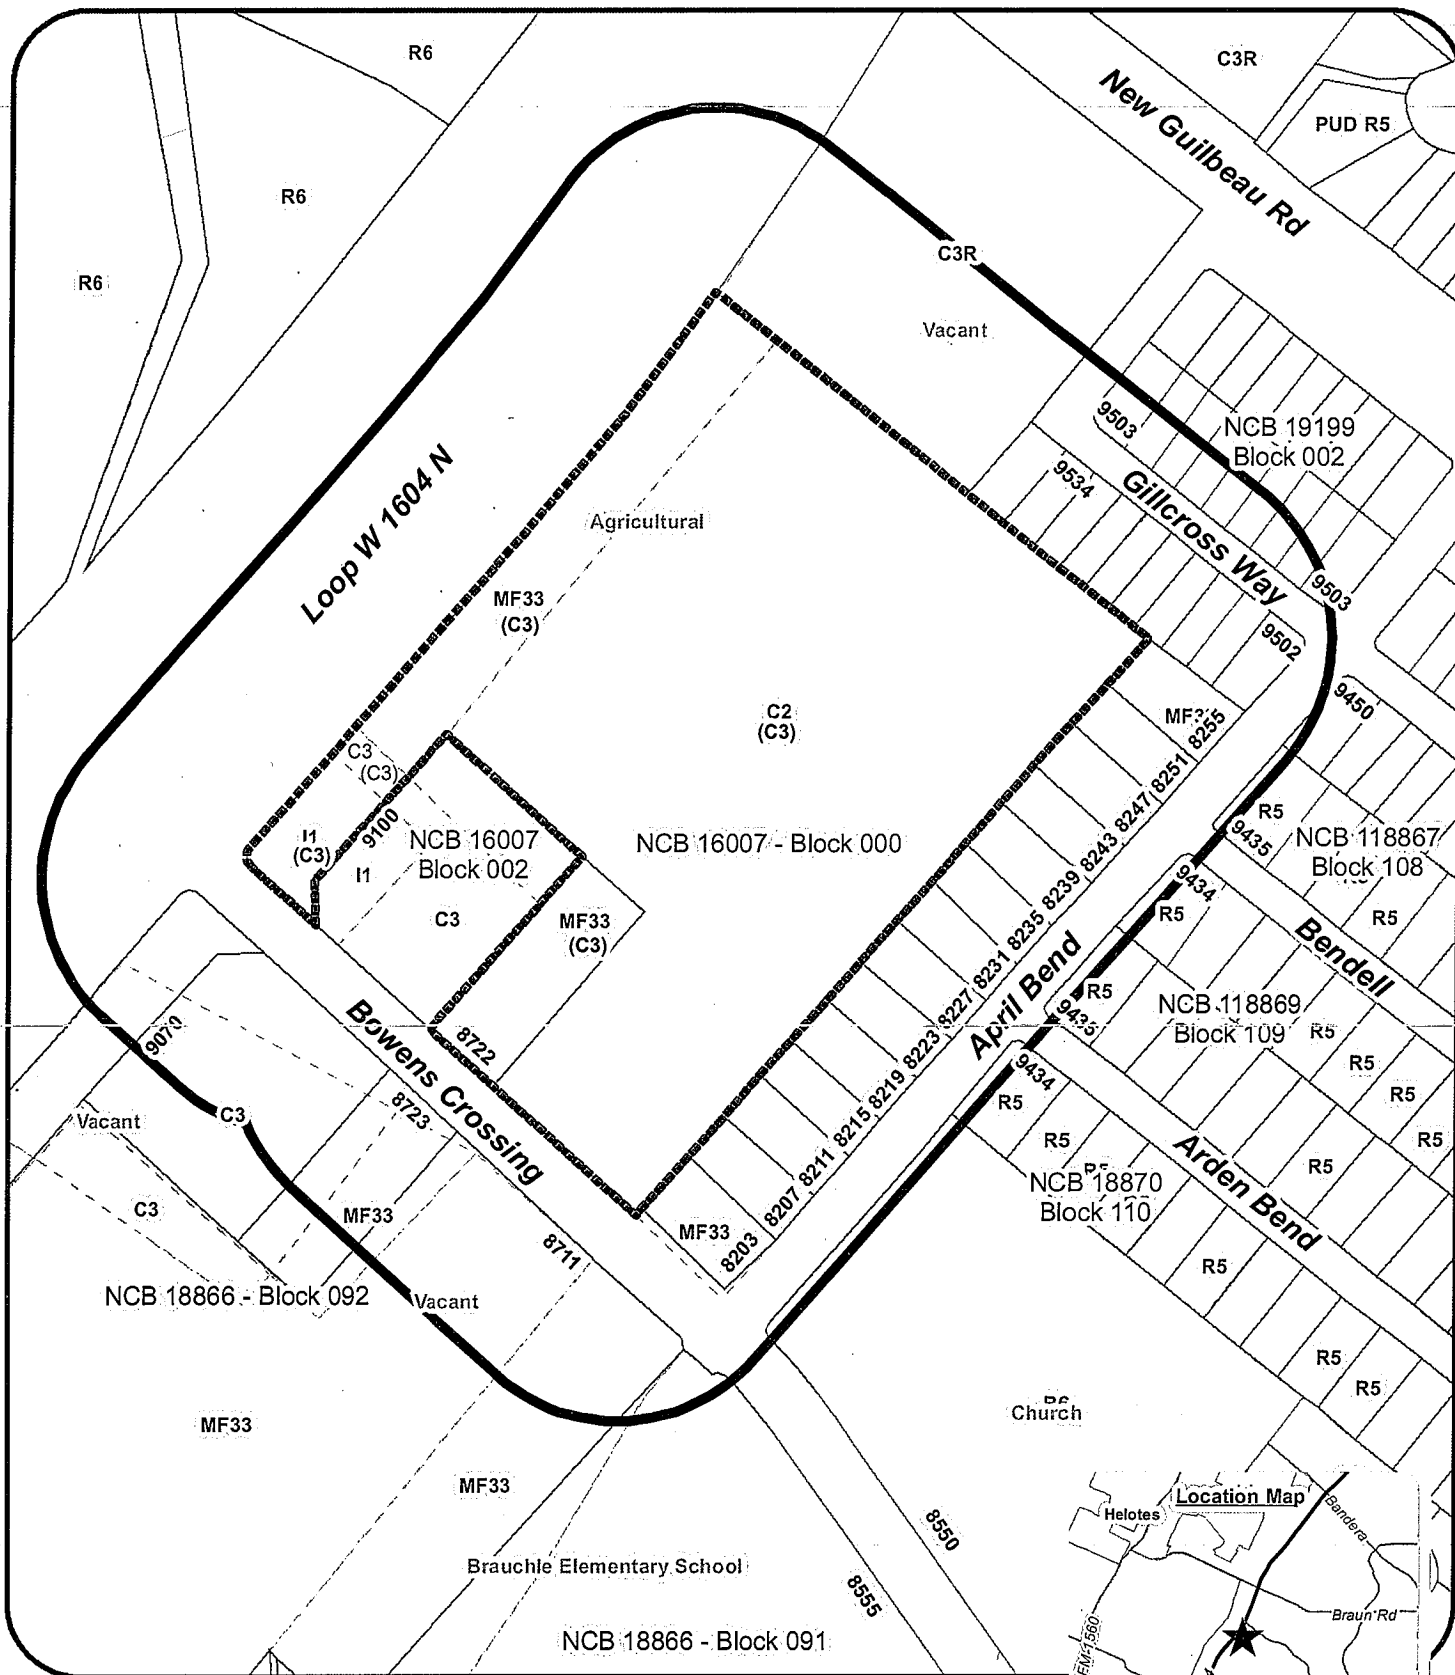 R6
C3R
New Guilbeau Rd
PUD R5
R6
R6
C3R
Vacant
9503
NCB 19199
Block 002
9534
Gillcross Way
Loop W 1604 N
Agricultural
9503
MF33
(C3)
9502
9450
C2
(C3)
8255
C3
(C3)
8251
8247
R5
9435
I1
(C3)
9100
NCB 16007
Block 002
NCB 16007 - Block 000
8243
NCB 118867
Block 108
I1
C3
MF33
(C3)
8239
9434
R5
R5
8235
8231
Bendell
April Bend
R5
9435
NCB 118869
Block 109
R5
8227
8223
9070
Bowens Crossing
8722
9434
R5
R5
8219
8723
Vacant
C3
8215
R5
R5
R5
Arden Bend
8211
NCB 18870
Block 110
R5
C3
MF33
8207
MF33
8203
8711
R5
NCB 18866 - Block 092
Vacant
R5
R5
MF33
Church
MF33
Location Map
Helotes
Bandera
8550
Brauchle Elementary School
8555
Braun Rd
FM-1560
NCB 18866 - Block 091